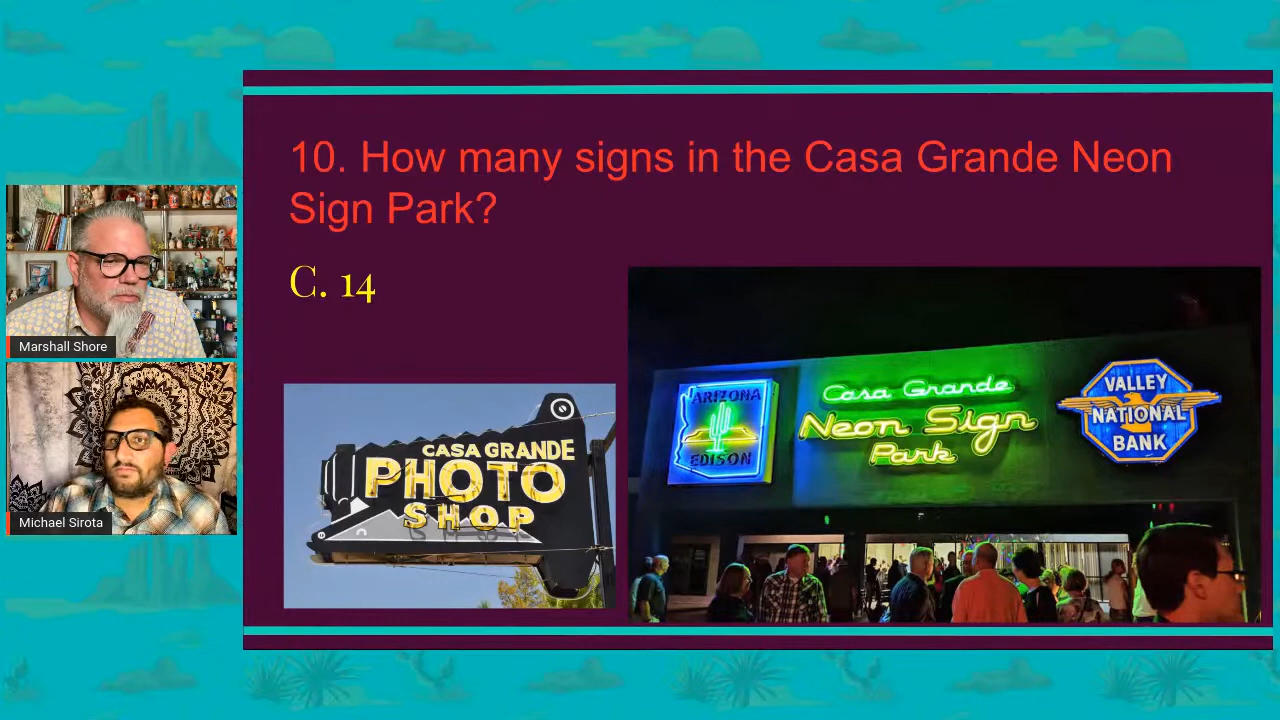 10. How many signs in the Casa Grande Neon
Sign Park?
C. 14
Marshall Shore
Michael Sirota
CASA GRANDE
PHOTO
SHOP
ARIZONA
EDISON
Casa Grande
Neon Sign
Park
VALLEY
NATIONAL
BANK